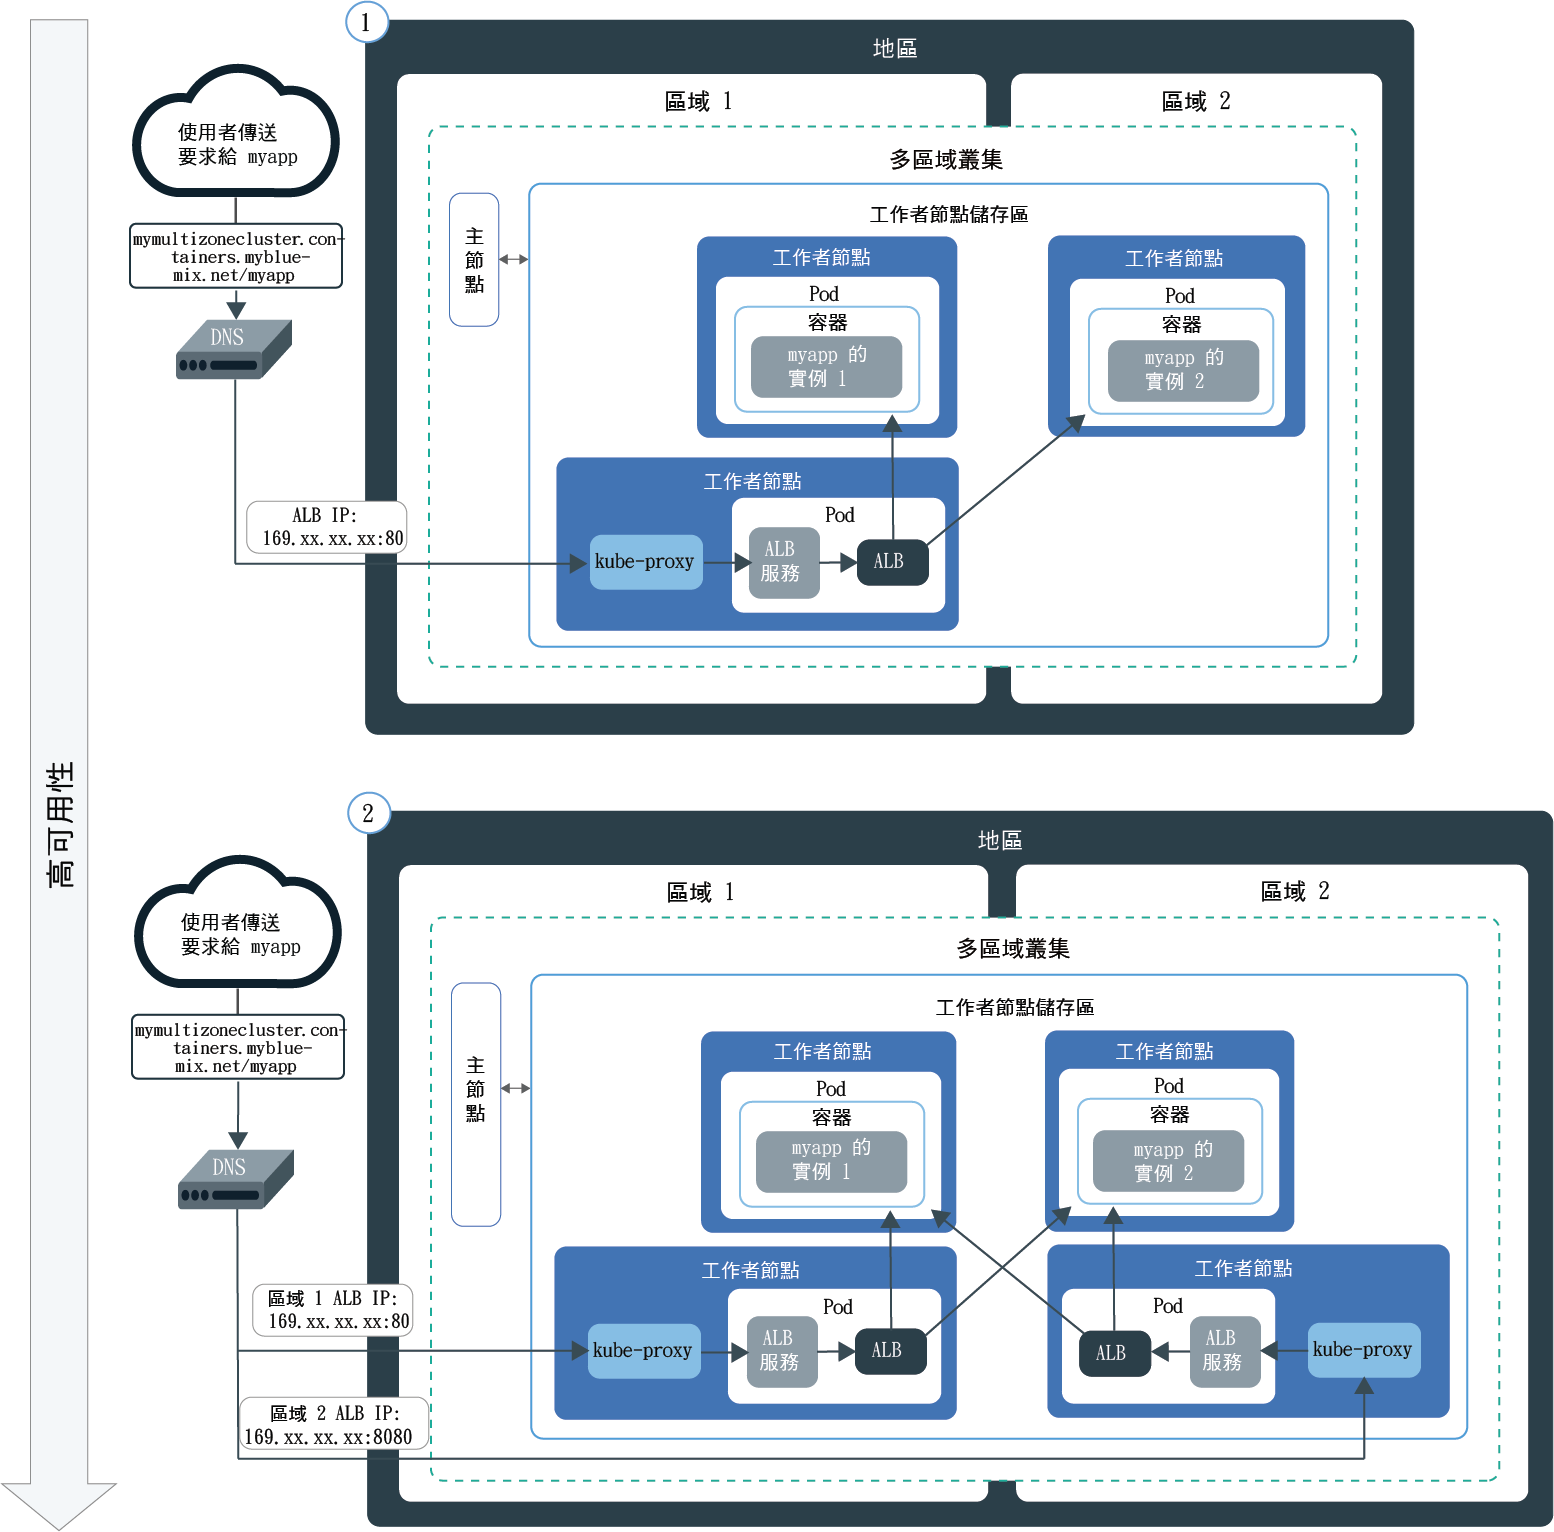 高可用性
1
地區
區域 1
區域 2
使用者傳送
要求給 myapp
多區域叢集
mymultizonecluster.con-
tainers.myblue-
mix.net/myapp
主
節
點
工作者節點儲存區
工作者節點
工作者節點
Pod
Pod
容器
容器
myapp 的
實例 1
myapp 的
實例 2
DNS
工作者節點
Pod
ALB IP:
169.xx.xx.xx:80
kube-proxy
ALB
服務
ALB
2
地區
區域 1
區域 2
使用者傳送
要求給 myapp
多區域叢集
mymultizonecluster.con-
tainers.myblue-
mix.net/myapp
主
節
點
工作者節點儲存區
工作者節點
工作者節點
Pod
Pod
容器
容器
myapp 的
實例 1
myapp 的
實例 2
DNS
工作者節點
工作者節點
Pod
Pod
區域 1 ALB IP:
169.xx.xx.xx:80
kube-proxy
ALB
服務
ALB
ALB
ALB
服務
kube-proxy
區域 2 ALB IP:
169.xx.xx.xx:8080